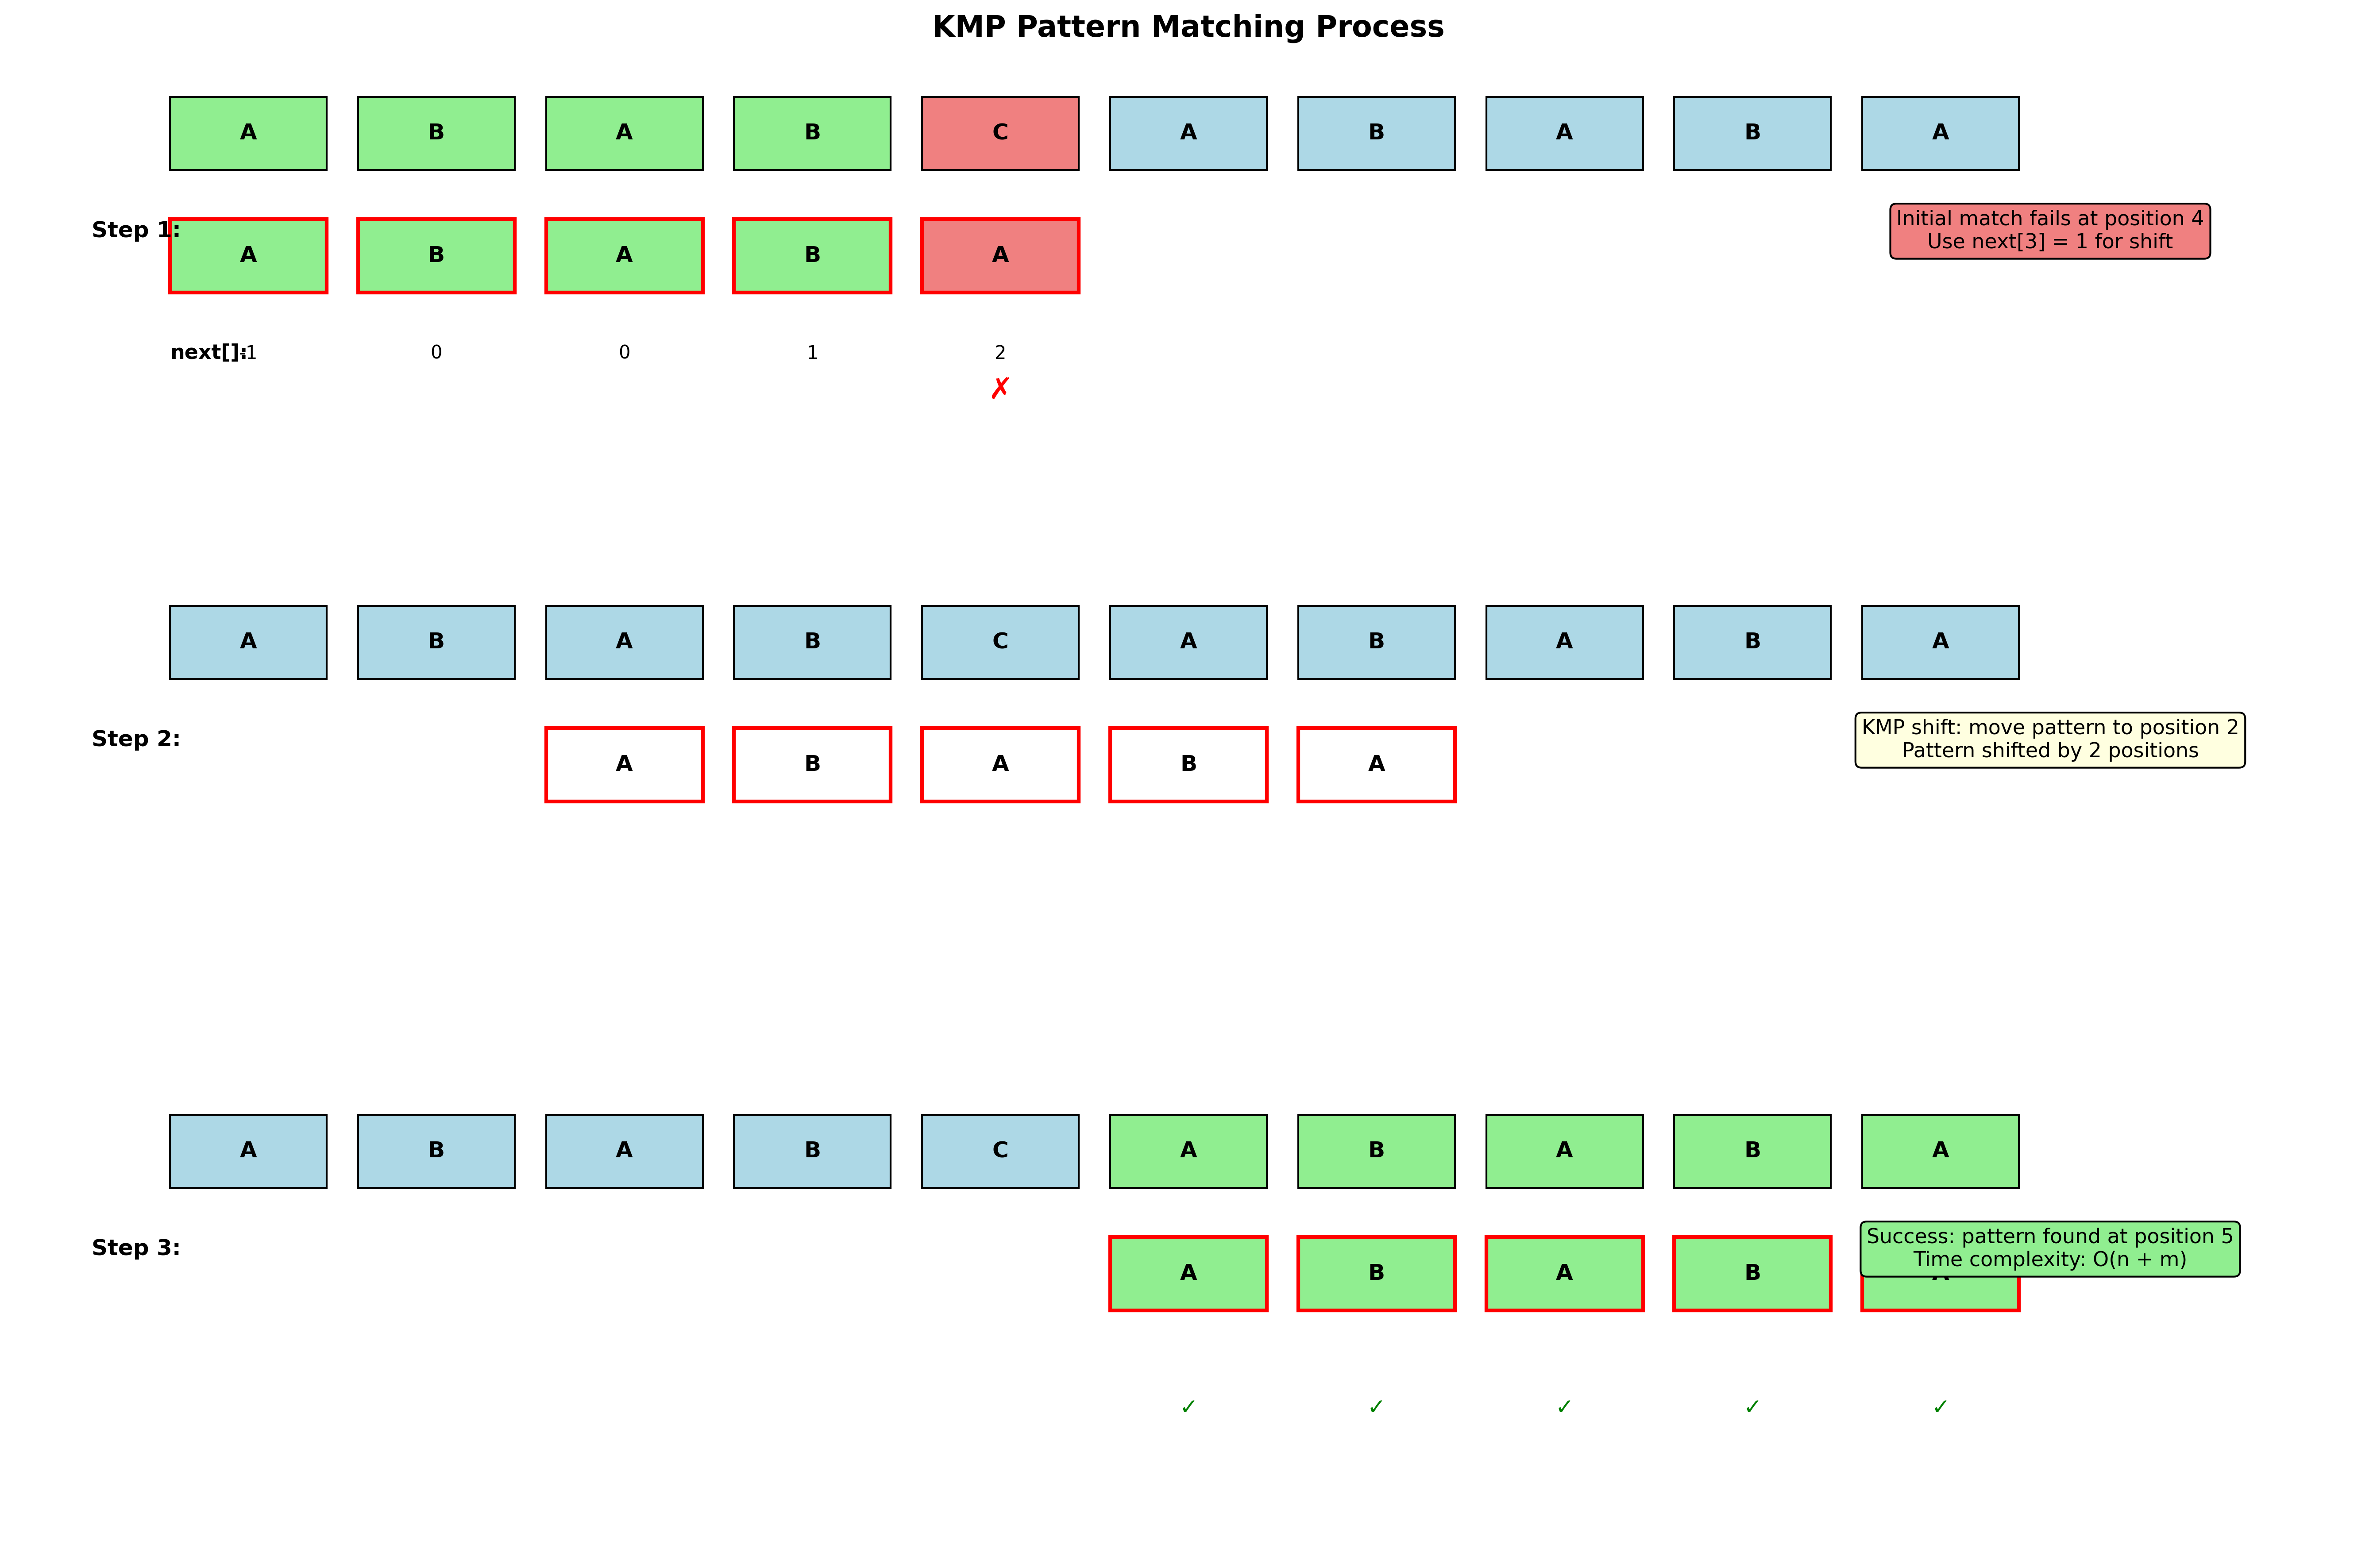 KMP Pattern Matching Process
A B A B C A B A B A
Step 1:
A B A B A
Initial match fails at position 4
Use next[3] = 1 for shift
next[]: -1 0 0 1 2
✗
A B A B C A B A B A
Step 2:
A B A B A
KMP shift: move pattern to position 2
Pattern shifted by 2 positions
A B A B C A B A B A
Step 3:
A B A B
Success: pattern found at position 5
Time complexity: O(n + m)
✓ ✓ ✓ ✓ ✓